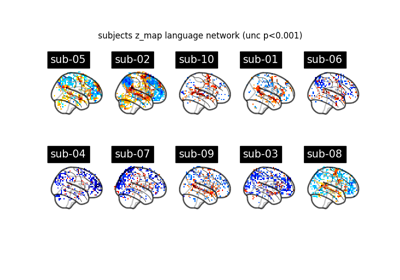 subjects z_map language network (unc p<0.001)
sub-05 sub-02 sub-10 sub-01 sub-06
sub-04 sub-07 sub-09 sub-03 sub-08